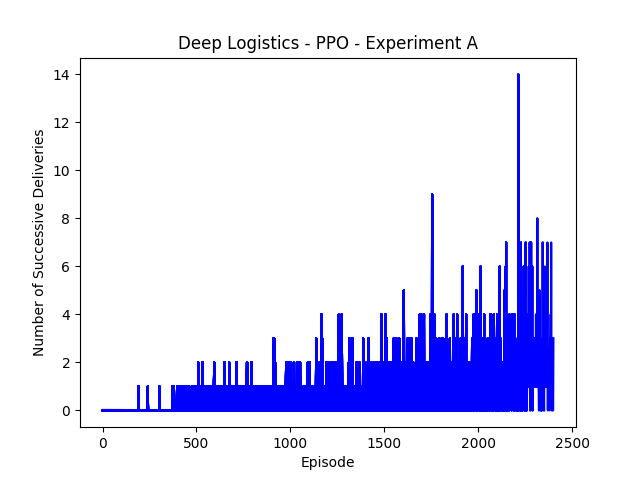 Deep Logistics - PPO - Experiment A
Number of Successive Deliveries
14
12
10
8
6
4
2
0
0 500 1000 1500 2000 2500
Episode